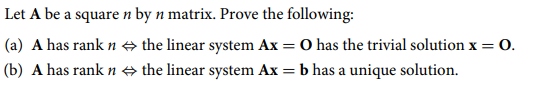 Let A be a square n by n matrix. Prove the following:
(a) A has rank n ⇔ the linear system Ax = O has the trivial solution x = O.
(b) A has rank n ⇔ the linear system Ax = b has a unique solution.